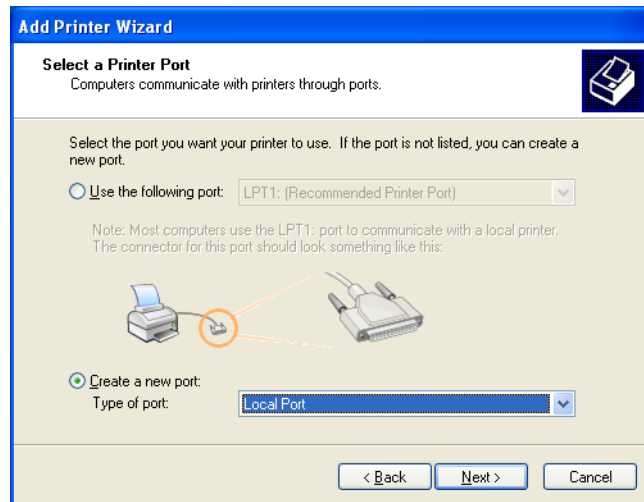 Add Printer Wizard
Select a Printer Port
Computers communicate with printers through ports.
Select the port you want your printer to use. If the port is not listed, you can create a
new port.
Use the following port: LPT1: (Recommended Printer Port)
Note: Most computers use the LPT1: port to communicate with a local printer.
The connector for this port should look something like this:
Create a new port:
Type of port: Local Port
< Back Next > Cancel